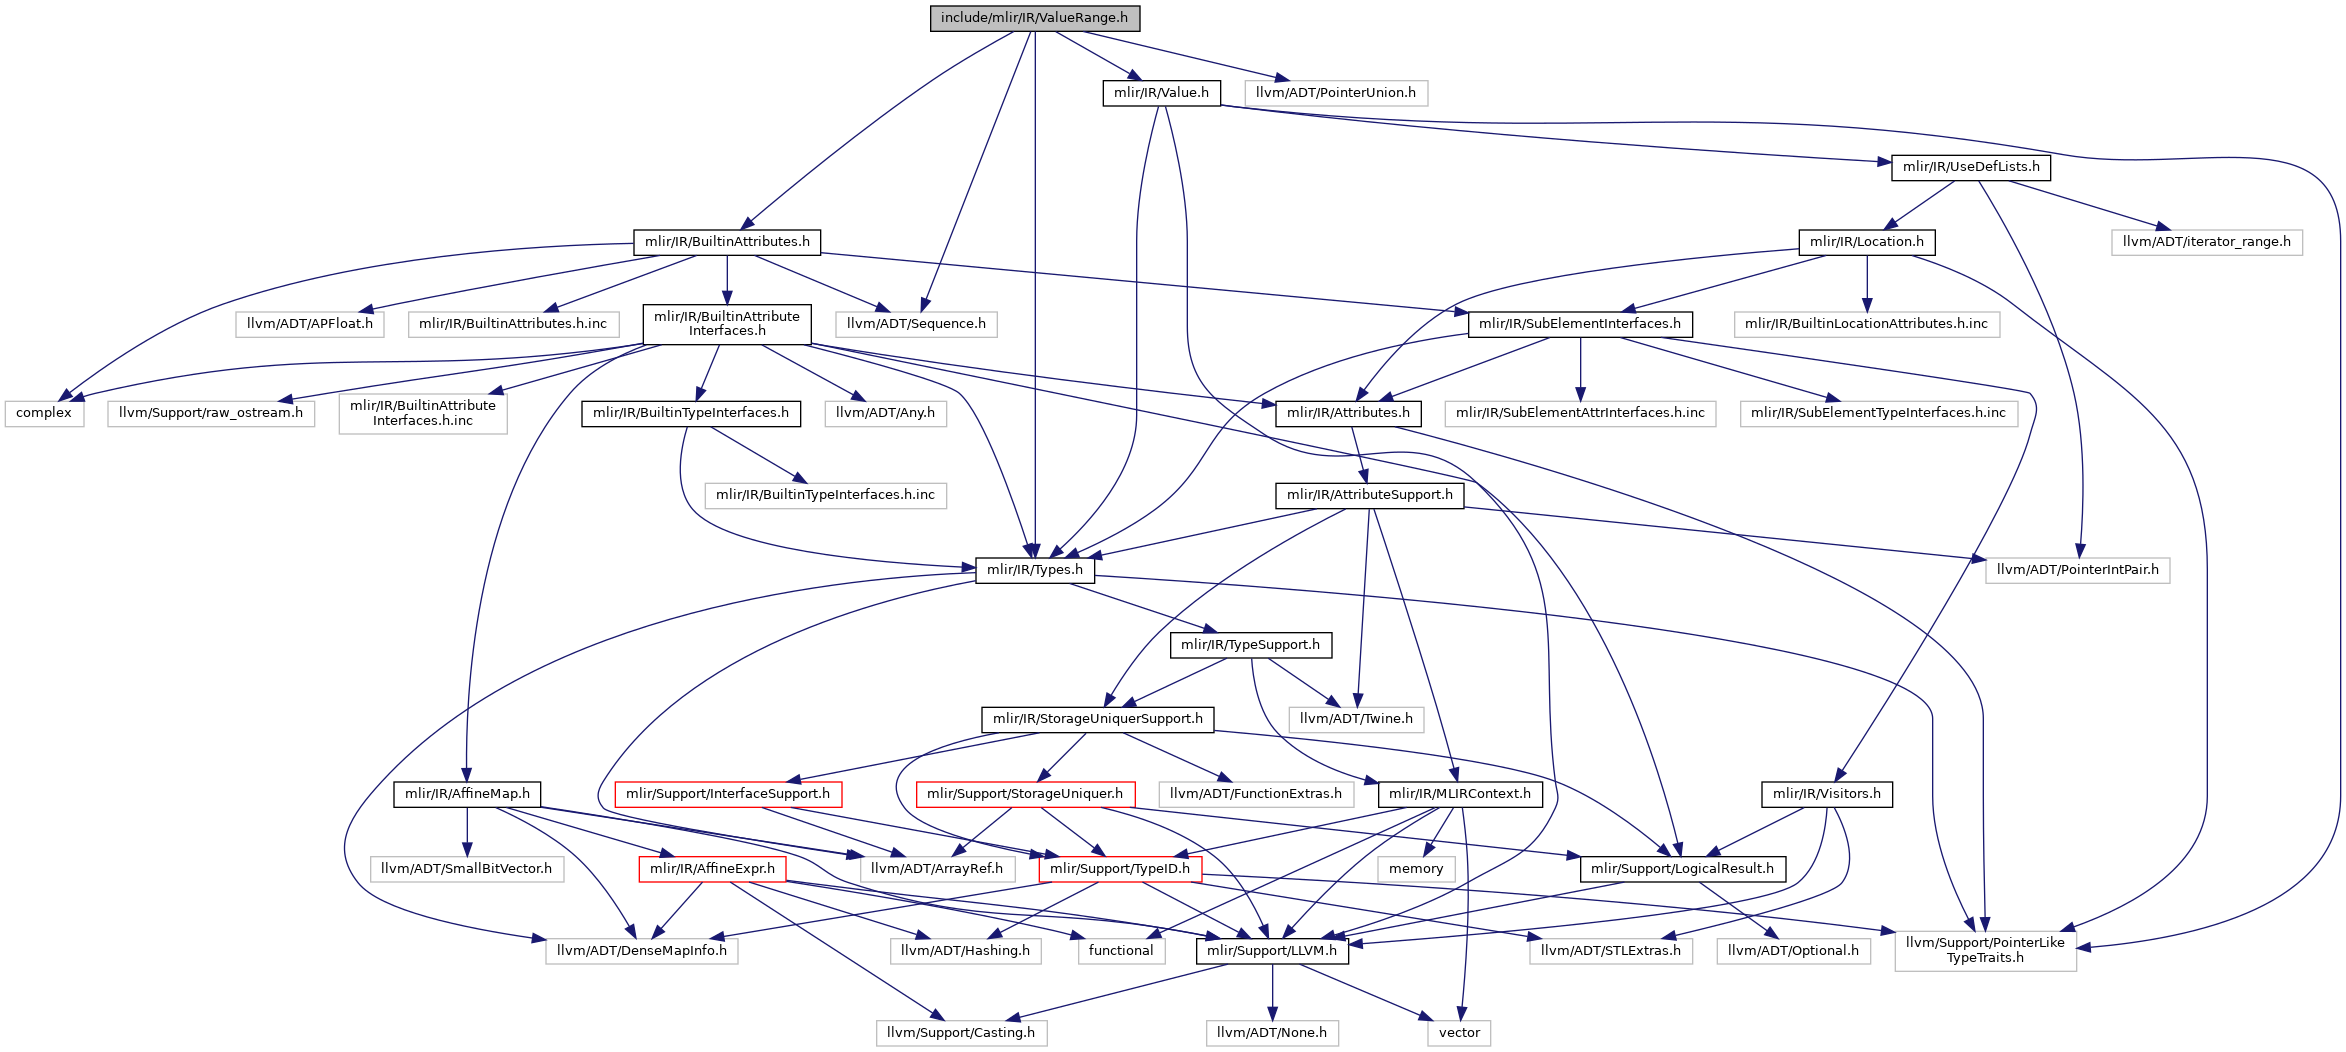 include/mlir/IR/ValueRange.h
mlir/IR/Value.h
llvm/ADT/PointerUnion.h
mlir/IR/UseDefLists.h
mlir/IR/BuiltinAttributes.h
mlir/IR/Location.h
llvm/ADT/iterator_range.h
llvm/ADT/APFloat.h
mlir/IR/BuiltinAttributes.h.inc
mlir/IR/BuiltinAttribute
Interfaces.h
llvm/ADT/Sequence.h
mlir/IR/SubElementInterfaces.h
mlir/IR/BuiltinLocationAttributes.h.inc
complex
llvm/Support/raw_ostream.h
mlir/IR/BuiltinAttribute
Interfaces.h.inc
mlir/IR/BuiltinTypeInterfaces.h
llvm/ADT/Any.h
mlir/IR/Attributes.h
mlir/IR/SubElementAttrInterfaces.h.inc
mlir/IR/SubElementTypeInterfaces.h.inc
mlir/IR/BuiltinTypeInterfaces.h.inc
mlir/IR/AttributeSupport.h
mlir/IR/Types.h
llvm/ADT/PointerIntPair.h
mlir/IR/TypeSupport.h
mlir/IR/StorageUniquerSupport.h
llvm/ADT/Twine.h
mlir/IR/AffineMap.h
mlir/Support/InterfaceSupport.h
mlir/Support/StorageUniquer.h
llvm/ADT/FunctionExtras.h
mlir/IR/MLIRContext.h
mlir/IR/Visitors.h
llvm/ADT/SmallBitVector.h
mlir/IR/AffineExpr.h
llvm/ADT/ArrayRef.h
mlir/Support/TypeID.h
memory
mlir/Support/LogicalResult.h
llvm/ADT/DenseMapInfo.h
llvm/ADT/Hashing.h
functional
mlir/Support/LLVM.h
llvm/ADT/STLExtras.h
llvm/ADT/Optional.h
llvm/Support/PointerLike
TypeTraits.h
llvm/Support/Casting.h
llvm/ADT/None.h
vector